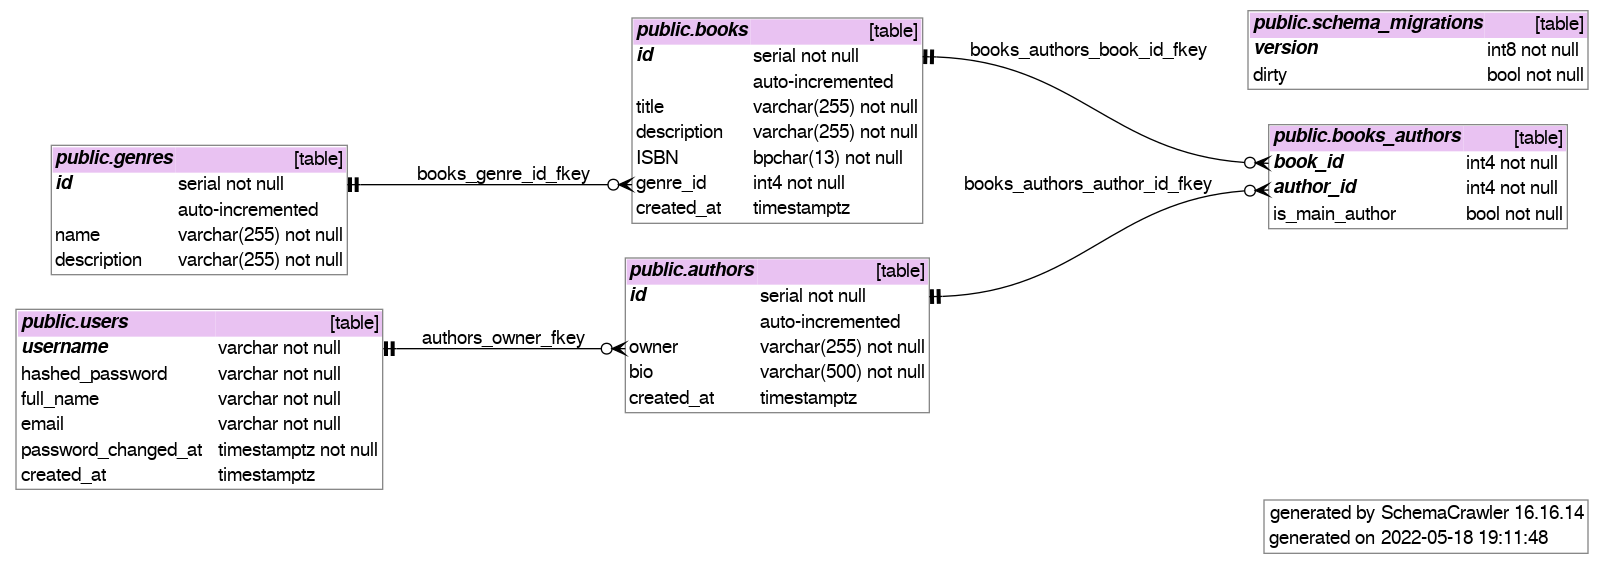 public.genres [table]
id serial not null
auto-incremented
name varchar(255) not null
description varchar(255) not null
public.users [table]
username varchar not null
hashed_password varchar not null
full_name varchar not null
email varchar not null
password_changed_at timestamptz not null
created_at timestamptz
books_genre_id_fkey
authors_owner_fkey
public.books [table]
id serial not null
auto-incremented
title varchar(255) not null
description varchar(255) not null
ISBN bpchar(13) not null
genre_id int4 not null
created_at timestamptz
public.authors [table]
id serial not null
auto-incremented
owner varchar(255) not null
bio varchar(500) not null
created_at timestamptz
books_authors_book_id_fkey
books_authors_author_id_fkey
public.schema_migrations [table]
version int8 not null
dirty bool not null
public.books_authors [table]
book_id int4 not null
author_id int4 not null
is_main_author bool not null
generated by SchemaCrawler 16.16.14
generated on 2022-05-18 19:11:48